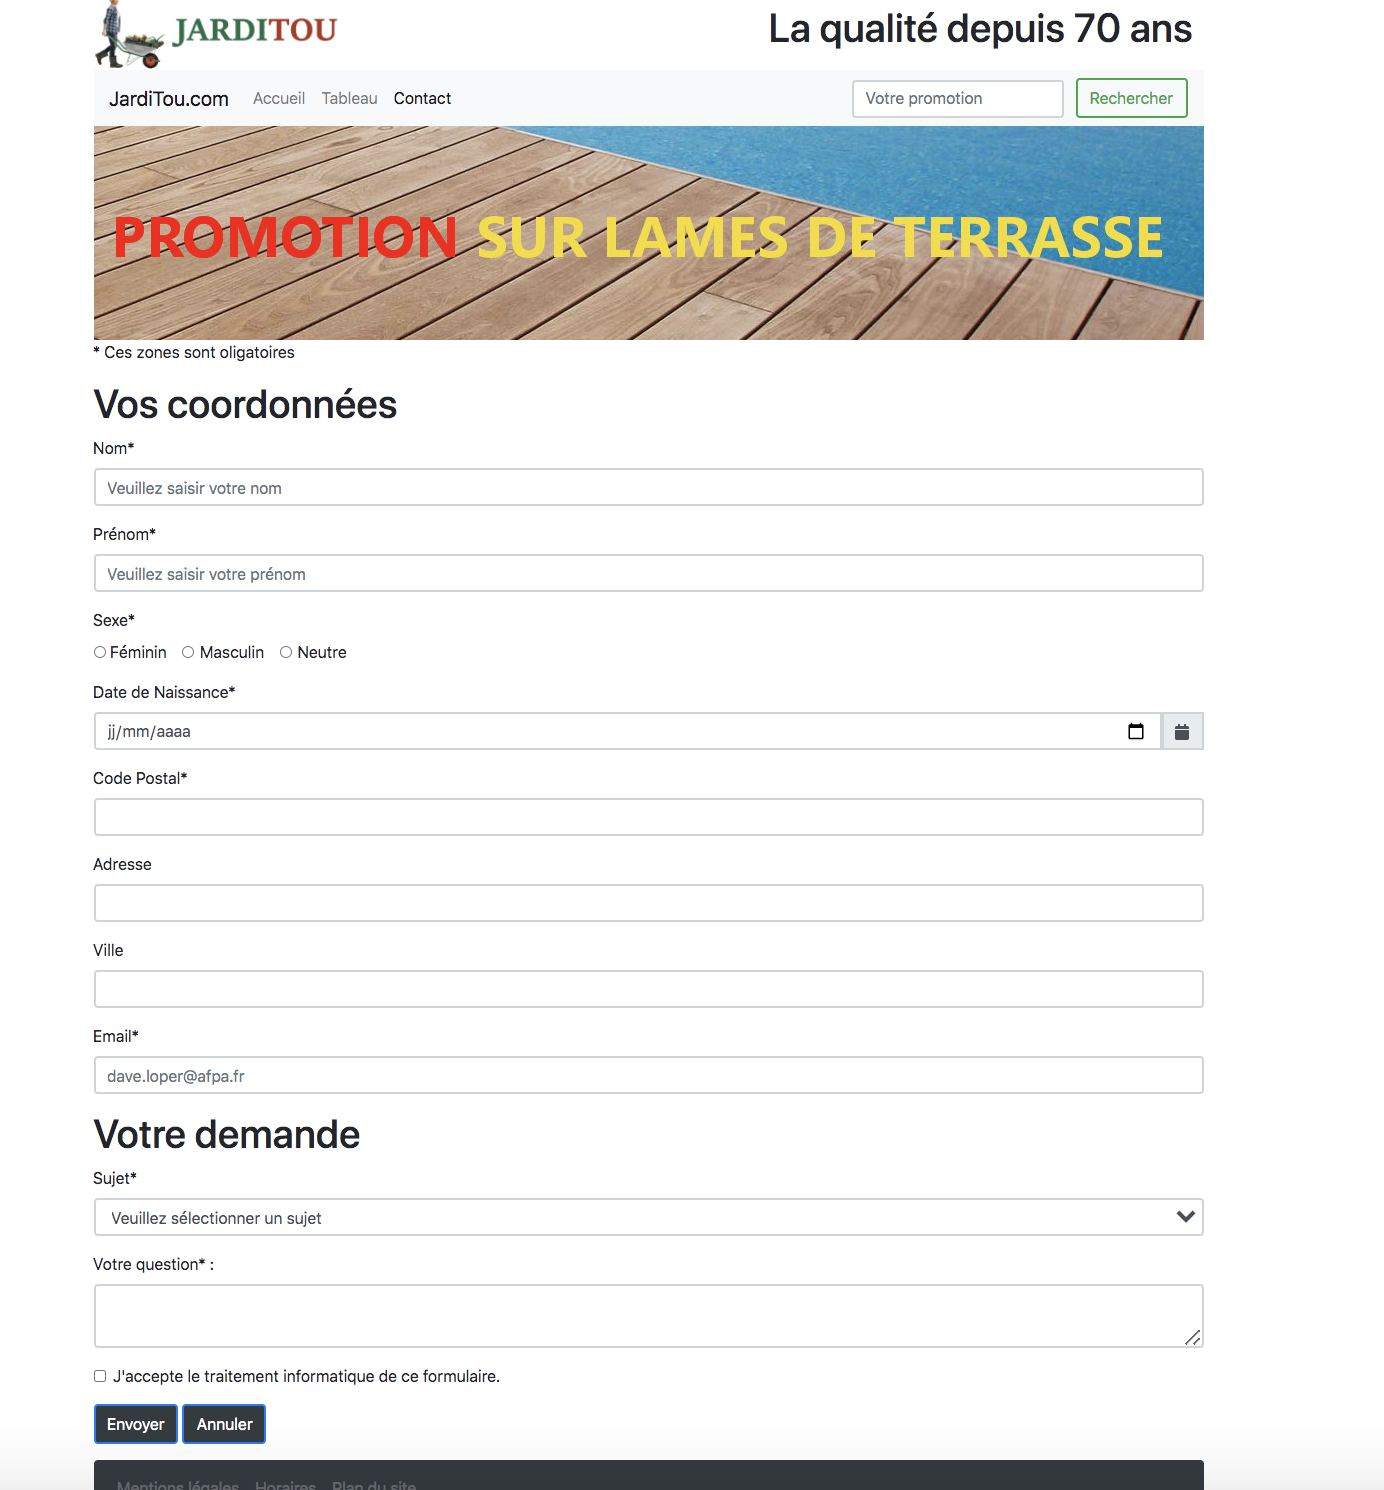 JARDITOU
La qualité depuis 70 ans
JardiTou.com Accueil Tableau Contact Votre promotion Rechercher
PROMOTION SUR LAMES DE TERRASSE
* Ces zones sont oligatoires
Vos coordonnées
Nom*
Veuillez saisir votre nom
Prénom*
Veuillez saisir votre prénom
Sexe*
Féminin Masculin Neutre
Date de Naissance*
jj/mm/aaaa
Code Postal*
Adresse
Ville
Email*
dave.loper@afpa.fr
Votre demande
Sujet*
Veuillez sélectionner un sujet
Votre question* :
J'accepte le traitement informatique de ce formulaire.
Envoyer Annuler
Mentions légales Horaires Plan du site